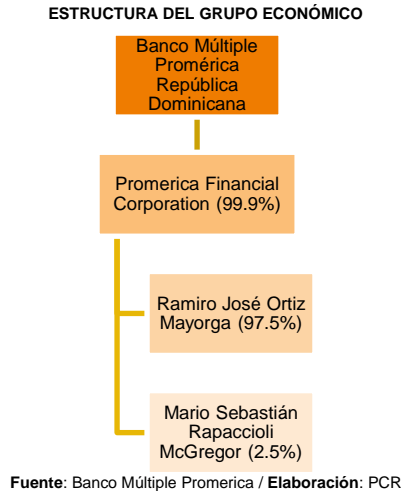 ESTRUCTURA DEL GRUPO ECONÓMICO
Banco Múltiple
Promérica
República
Dominicana
Promerica Financial
Corporation (99.9%)
Ramiro José Ortiz
Mayorga (97.5%)
Mario Sebastián
Rapaccioli
McGregor (2.5%)
Fuente: Banco Múltiple Promerica / Elaboración: PCR